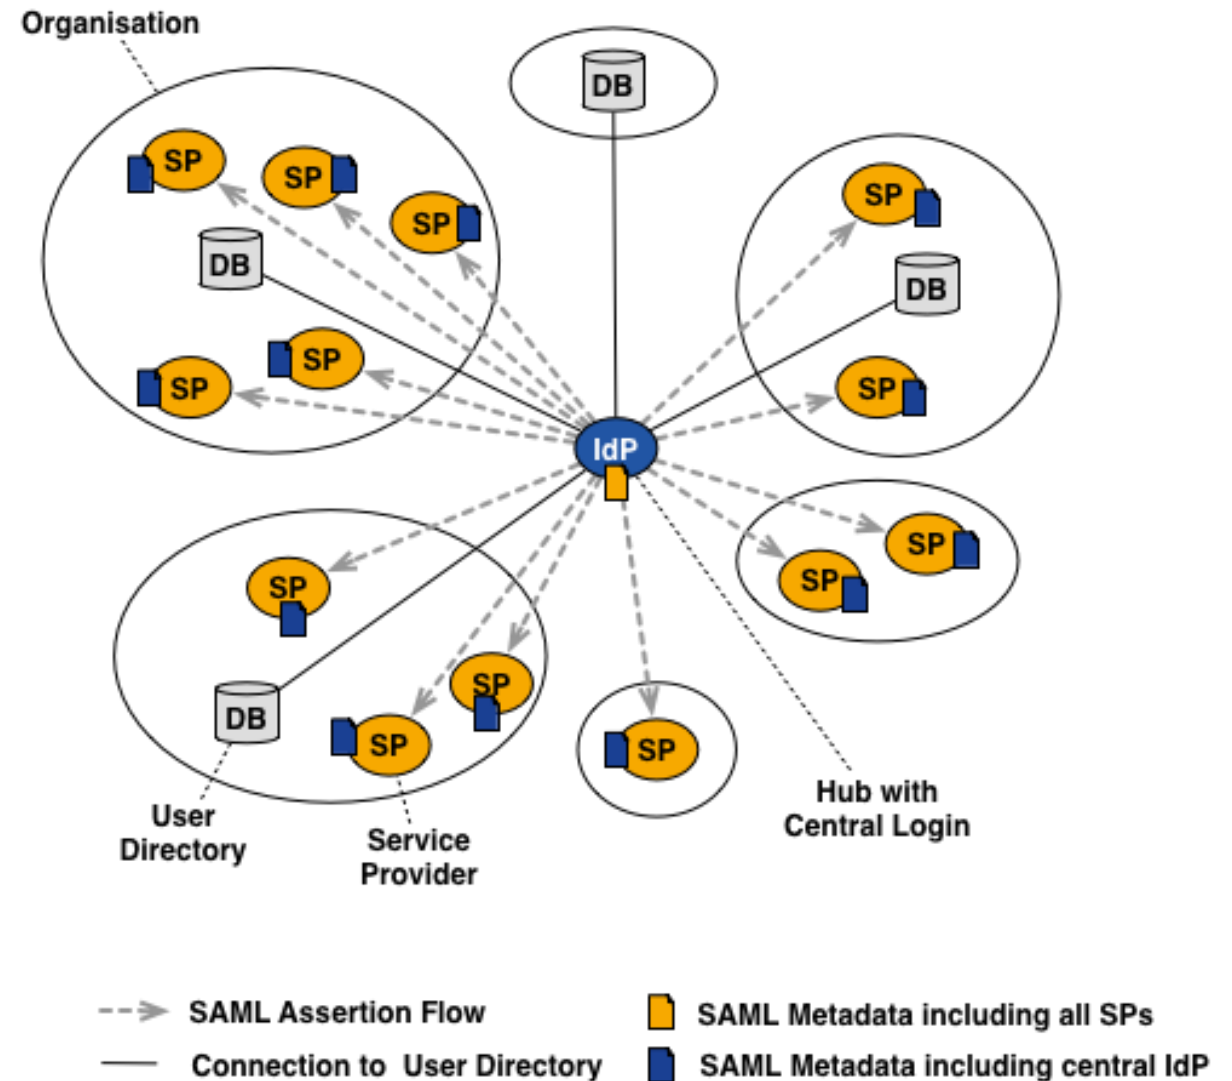 Organisation
DB
SP
SP
SP
SP
DB
DB
SP
SP
SP
IdP
SP
SP
SP
SP
DB
SP
SP
Hub with
Central Login
User
Directory
Service
Provider
SAML Assertion Flow
SAML Metadata including all SPs
Connection to User Directory
SAML Metadata including central IdP